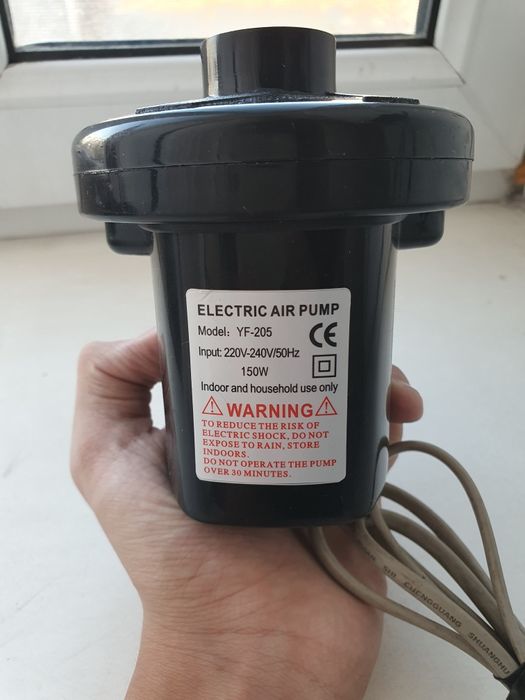 ELECTRIC AIR PUMP
Model: YF-205
CE
Input: 220V-240V/50Hz
150W
Indoor and household use only
WARNING
TO REDUCE THE RISK OF
ELECTRIC SHOCK, DO NOT
EXPOSE TO RAIN, STORE
INDOORS.
DO NOT OPERATE THE PUMP
OVER 30 MINUTES.
CHENGGUANG SHUANGHU